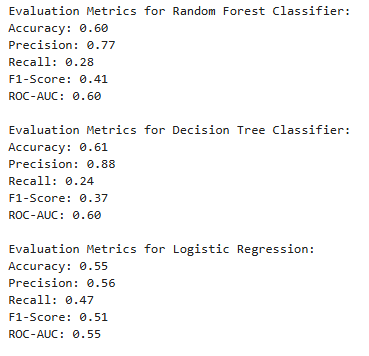 Evaluation Metrics for Random Forest Classifier:
Accuracy: 0.60
Precision: 0.77
Recall: 0.28
F1-Score: 0.41
ROC-AUC: 0.60
Evaluation Metrics for Decision Tree Classifier:
Accuracy: 0.61
Precision: 0.88
Recall: 0.24
F1-Score: 0.37
ROC-AUC: 0.60
Evaluation Metrics for Logistic Regression:
Accuracy: 0.55
Precision: 0.56
Recall: 0.47
F1-Score: 0.51
ROC-AUC: 0.55